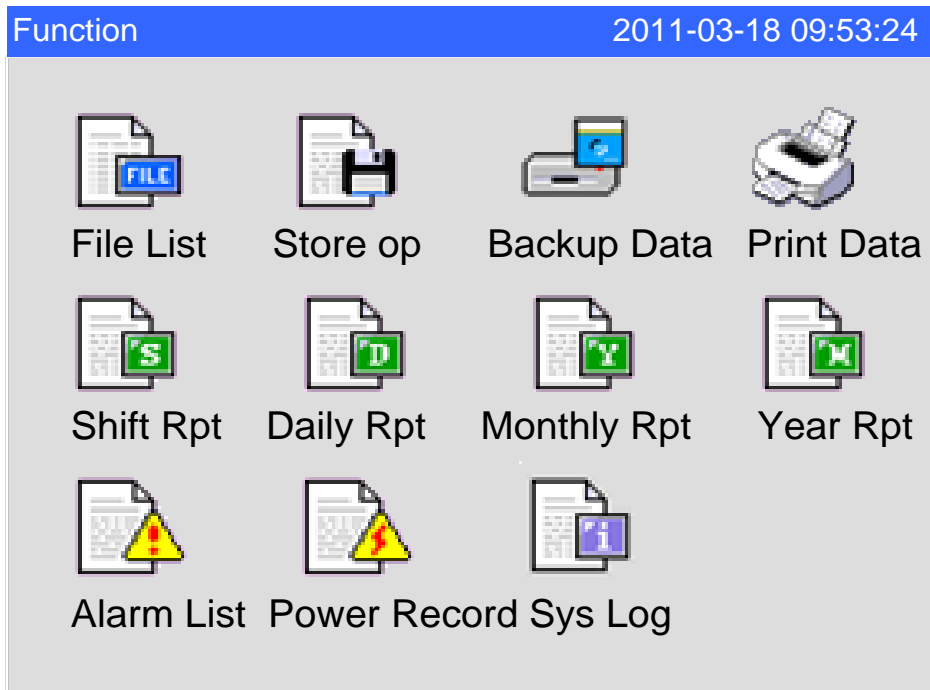 Function 2011-03-18 09:53:24
FILE
File List Store op Backup Data Print Data
S D Y M
Shift Rpt Daily Rpt Monthly Rpt Year Rpt
! i
Alarm List Power Record Sys Log